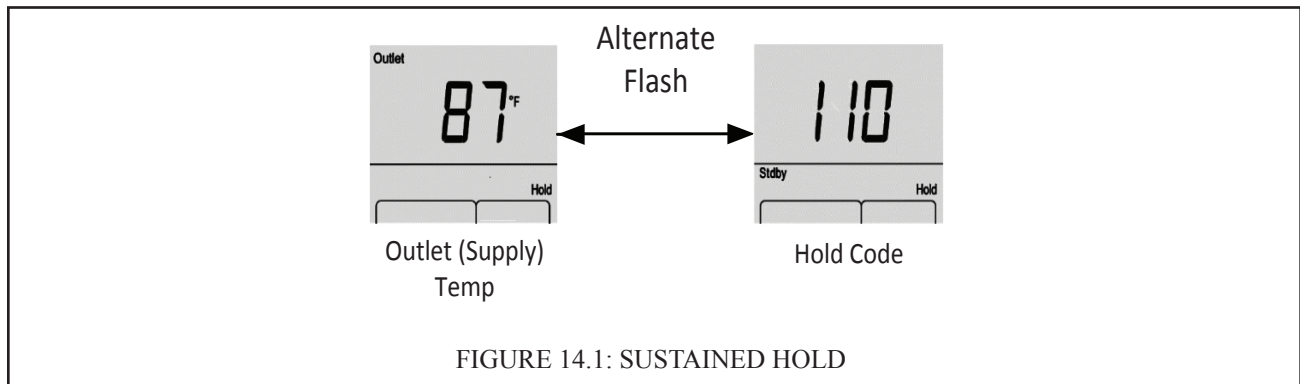 Outlet
87°F
Hold
Outlet (Supply)
Temp
Alternate
Flash
110
Stdby
Hold
Hold Code
FIGURE 14.1: SUSTAINED HOLD